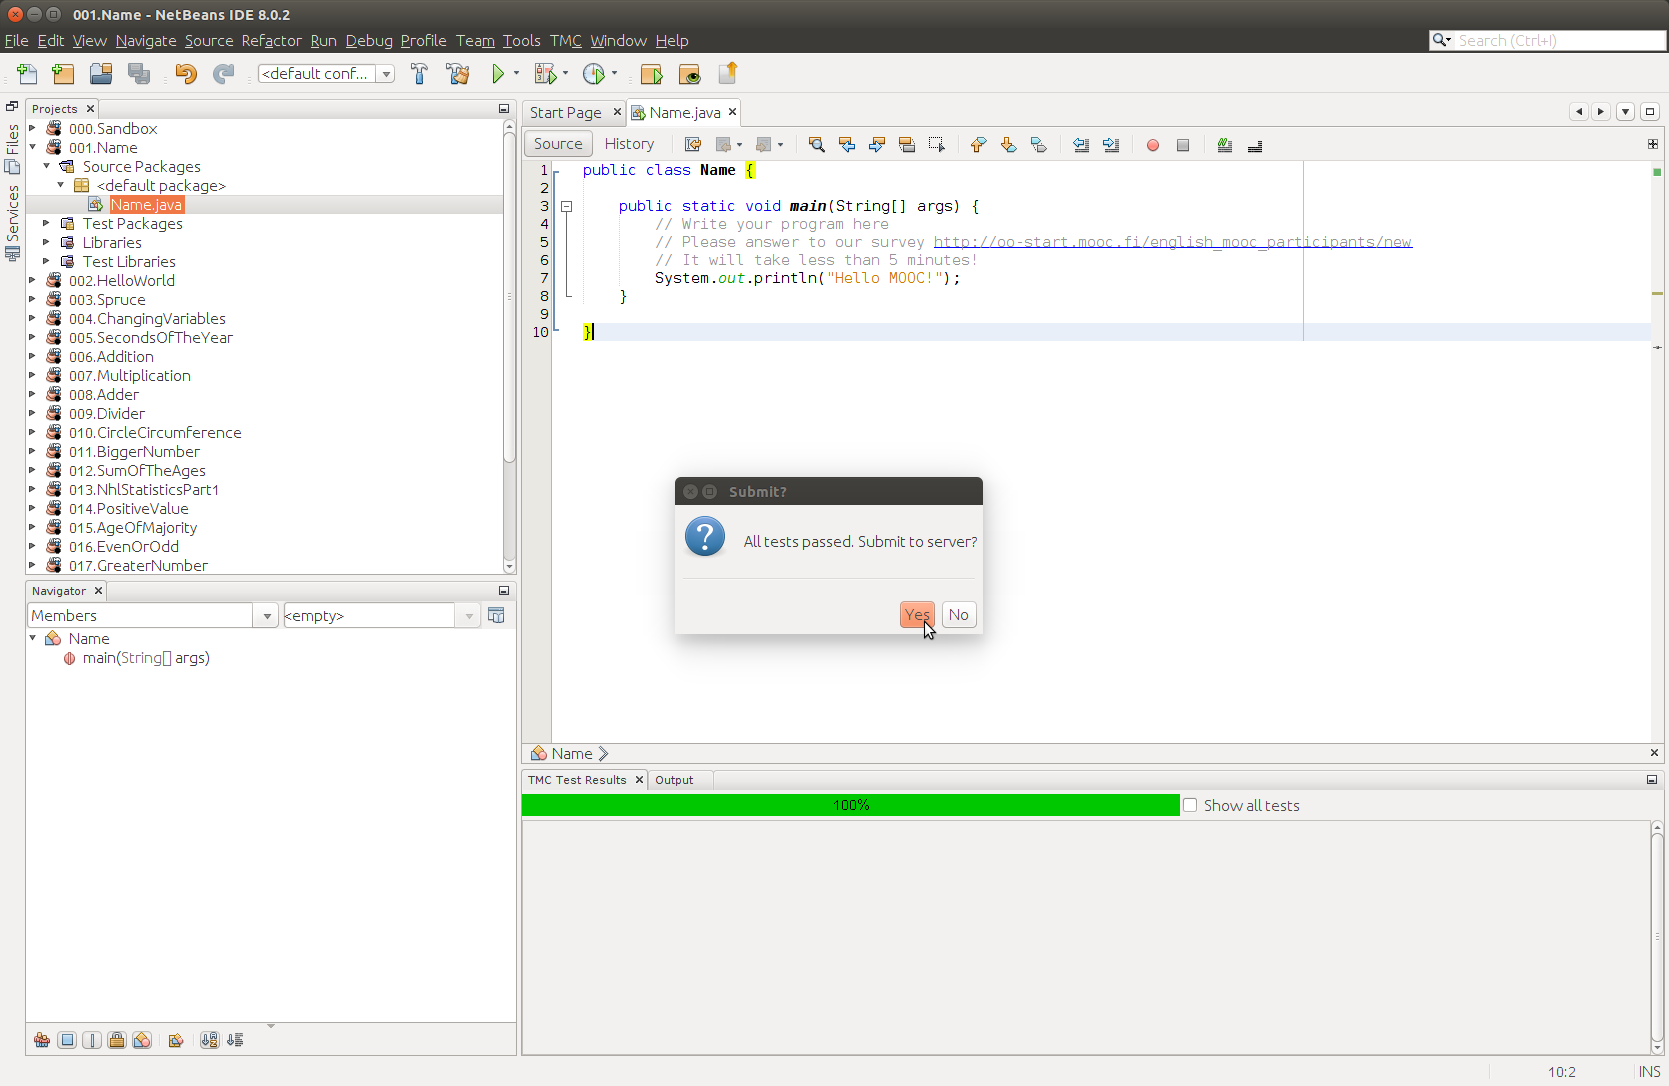 001.Name - NetBeans IDE 8.0.2
File Edit View Navigate Source Refactor Run Debug Profile Team Tools TMC Window Help
Search (Ctrl+I)
<default conf...
Files
Services
Projects
000.Sandbox
001.Name
Source Packages
<default package>
Name.java
Test Packages
Libraries
Test Libraries
002.HelloWorld
003.Spruce
004.ChangingVariables
005.SecondsOfTheYear
006.Addition
007.Multiplication
008.Adder
009.Divider
010.CircleCircumference
011.BiggerNumber
012.SumOfTheAges
013.NhlStatisticsPart1
014.PositiveValue
015.AgeOfMajority
016.EvenOrOdd
017.GreaterNumber
Navigator
Members
<empty>
Name
main(String[] args)
Start Page
Name.java
Source
History
1 public class Name {
2
3 public static void main(String[] args) {
4 // Write your program here
5 // Please answer to our survey http://oo-start.mooc.fi/english_mooc_participants/new
6 // It will take less than 5 minutes!
7 System.out.println("Hello MOOC!");
8 }
9
10 }
Submit?
All tests passed. Submit to server?
Yes
No
Name
TMC Test Results
Output
100%
Show all tests
10:2
INS